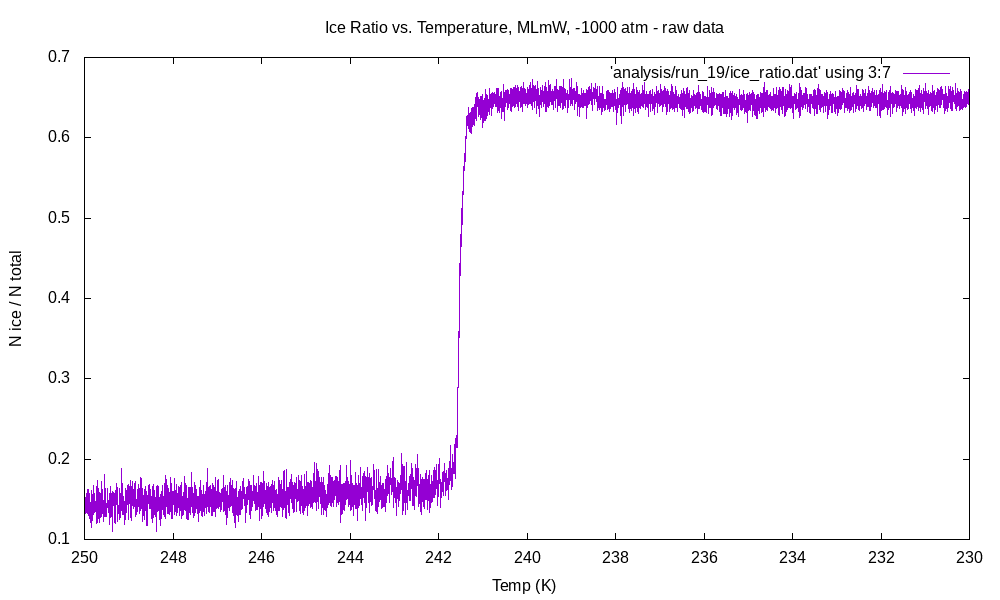 Ice Ratio vs. Temperature, MLmW, -1000 atm - raw data
'analysis/run_19/ice_ratio.dat' using 3:7
0.7
0.6
0.5
0.4
0.3
0.2
0.1
N ice / N total
250 248 246 244 242 240 238 236 234 232 230
Temp (K)